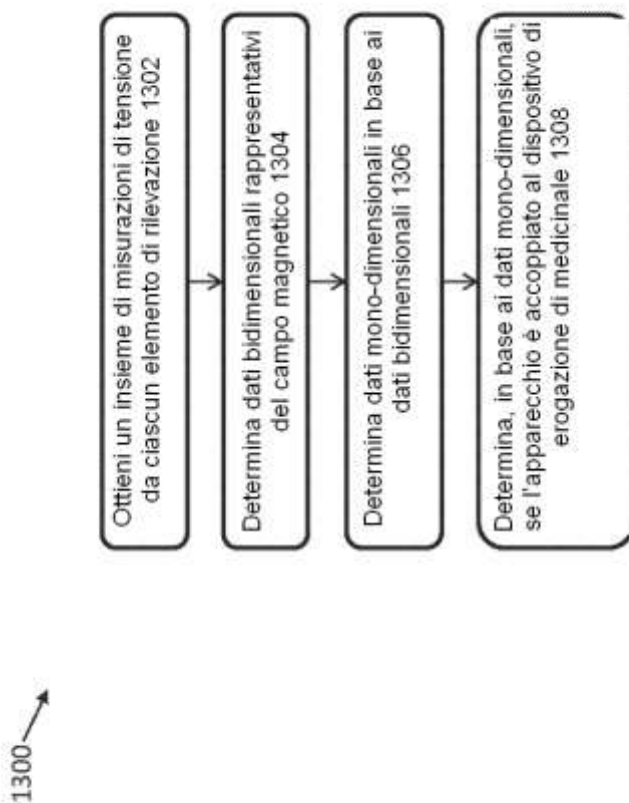 1300
Ottieni un insieme di misurazioni di tensione
da ciascun elemento di rilevazione 1302
Determina dati bidimensionali rappresentativi
del campo magnetico 1304
Determina dati mono-dimensionali in base ai
dati bidimensionali 1306
Determina, in base ai dati mono-dimensionali,
se l'apparecchio è accoppiato al dispositivo di
erogazione di medicinale 1308